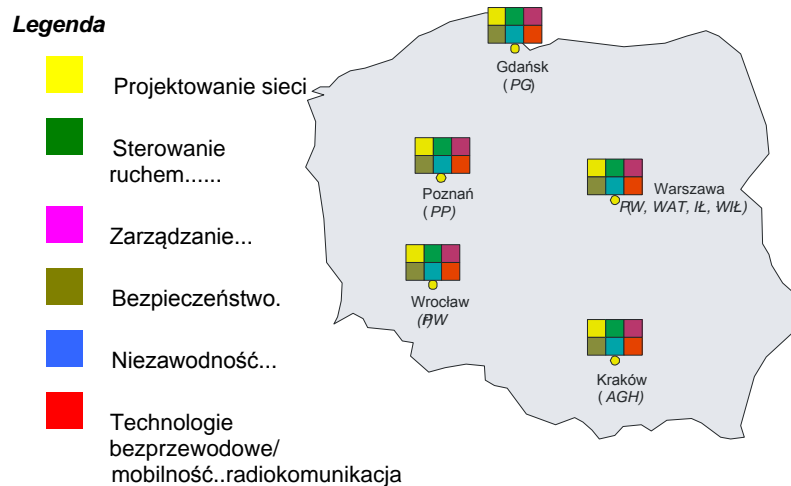 Legenda
Projektowanie sieci
Sterowanie
ruchem......
Zarządzanie...
Bezpieczeństwo.
Niezawodność...
Technologie
bezprzewodowe/
mobilność..radiokomunikacja
Gdańsk
(PG)
Poznań
(PP)
Warszawa
(PW, WAT, IŁ, WIŁ)
Wrocław
Kraków
(AGH)